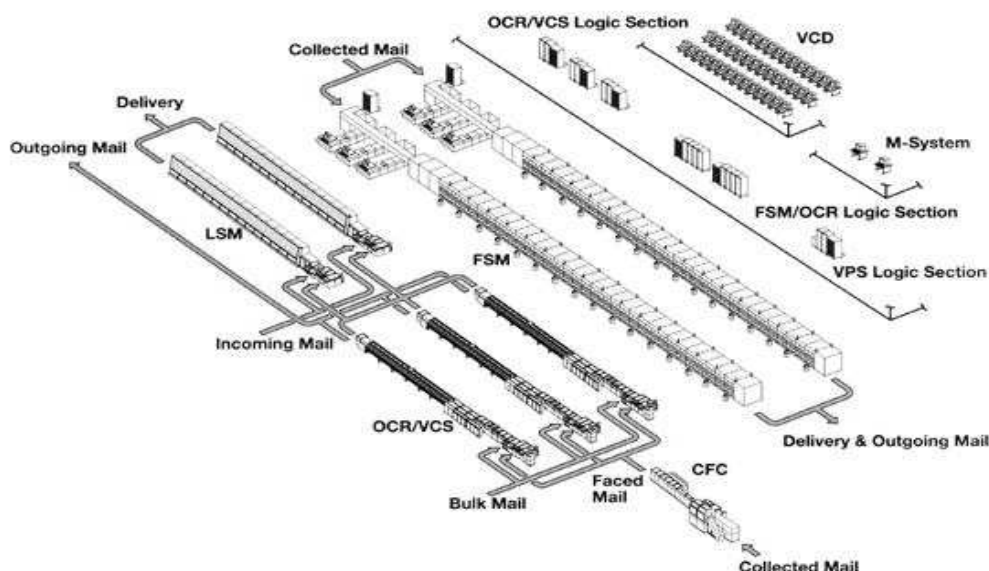 OCR/VCS Logic Section
VCD
Collected Mail
Delivery
Outgoing Mail
M-System
LSM
FSM/OCR Logic Section
FSM
VPS Logic Section
Incoming Mail
OCR/VCS
Delivery & Outgoing Mail
CFC
Faced
Mail
Bulk Mail
Collected Mail